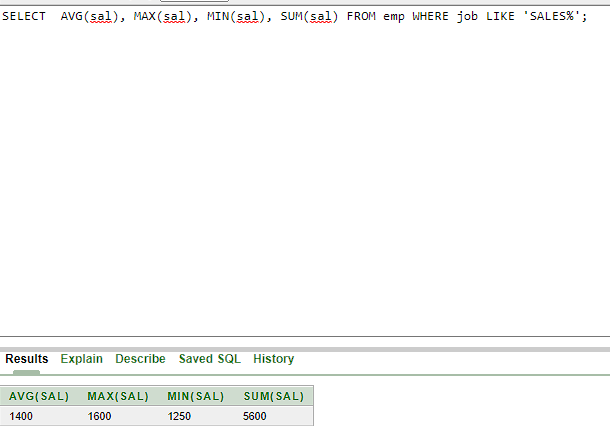 SELECT  AVG(sal), MAX(sal), MIN(sal), SUM(sal) FROM emp WHERE job LIKE 'SALES%';
Results Explain Describe Saved SQL History
AVG(SAL) MAX(SAL) MIN(SAL) SUM(SAL)
1400 1600 1250 5600